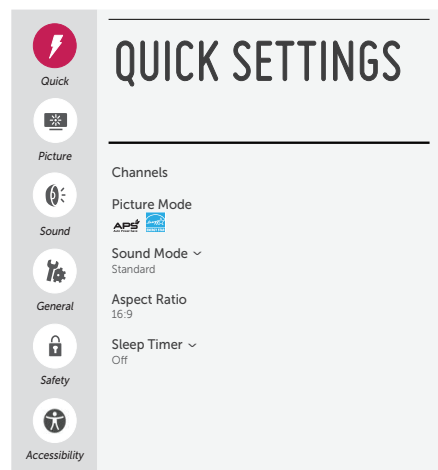 Quick
Picture
Sound
General
Safety
Accessibility
QUICK SETTINGS
Channels
Picture Mode
APS
Sound Mode
Standard
Aspect Ratio
16:9
Sleep Timer
Off